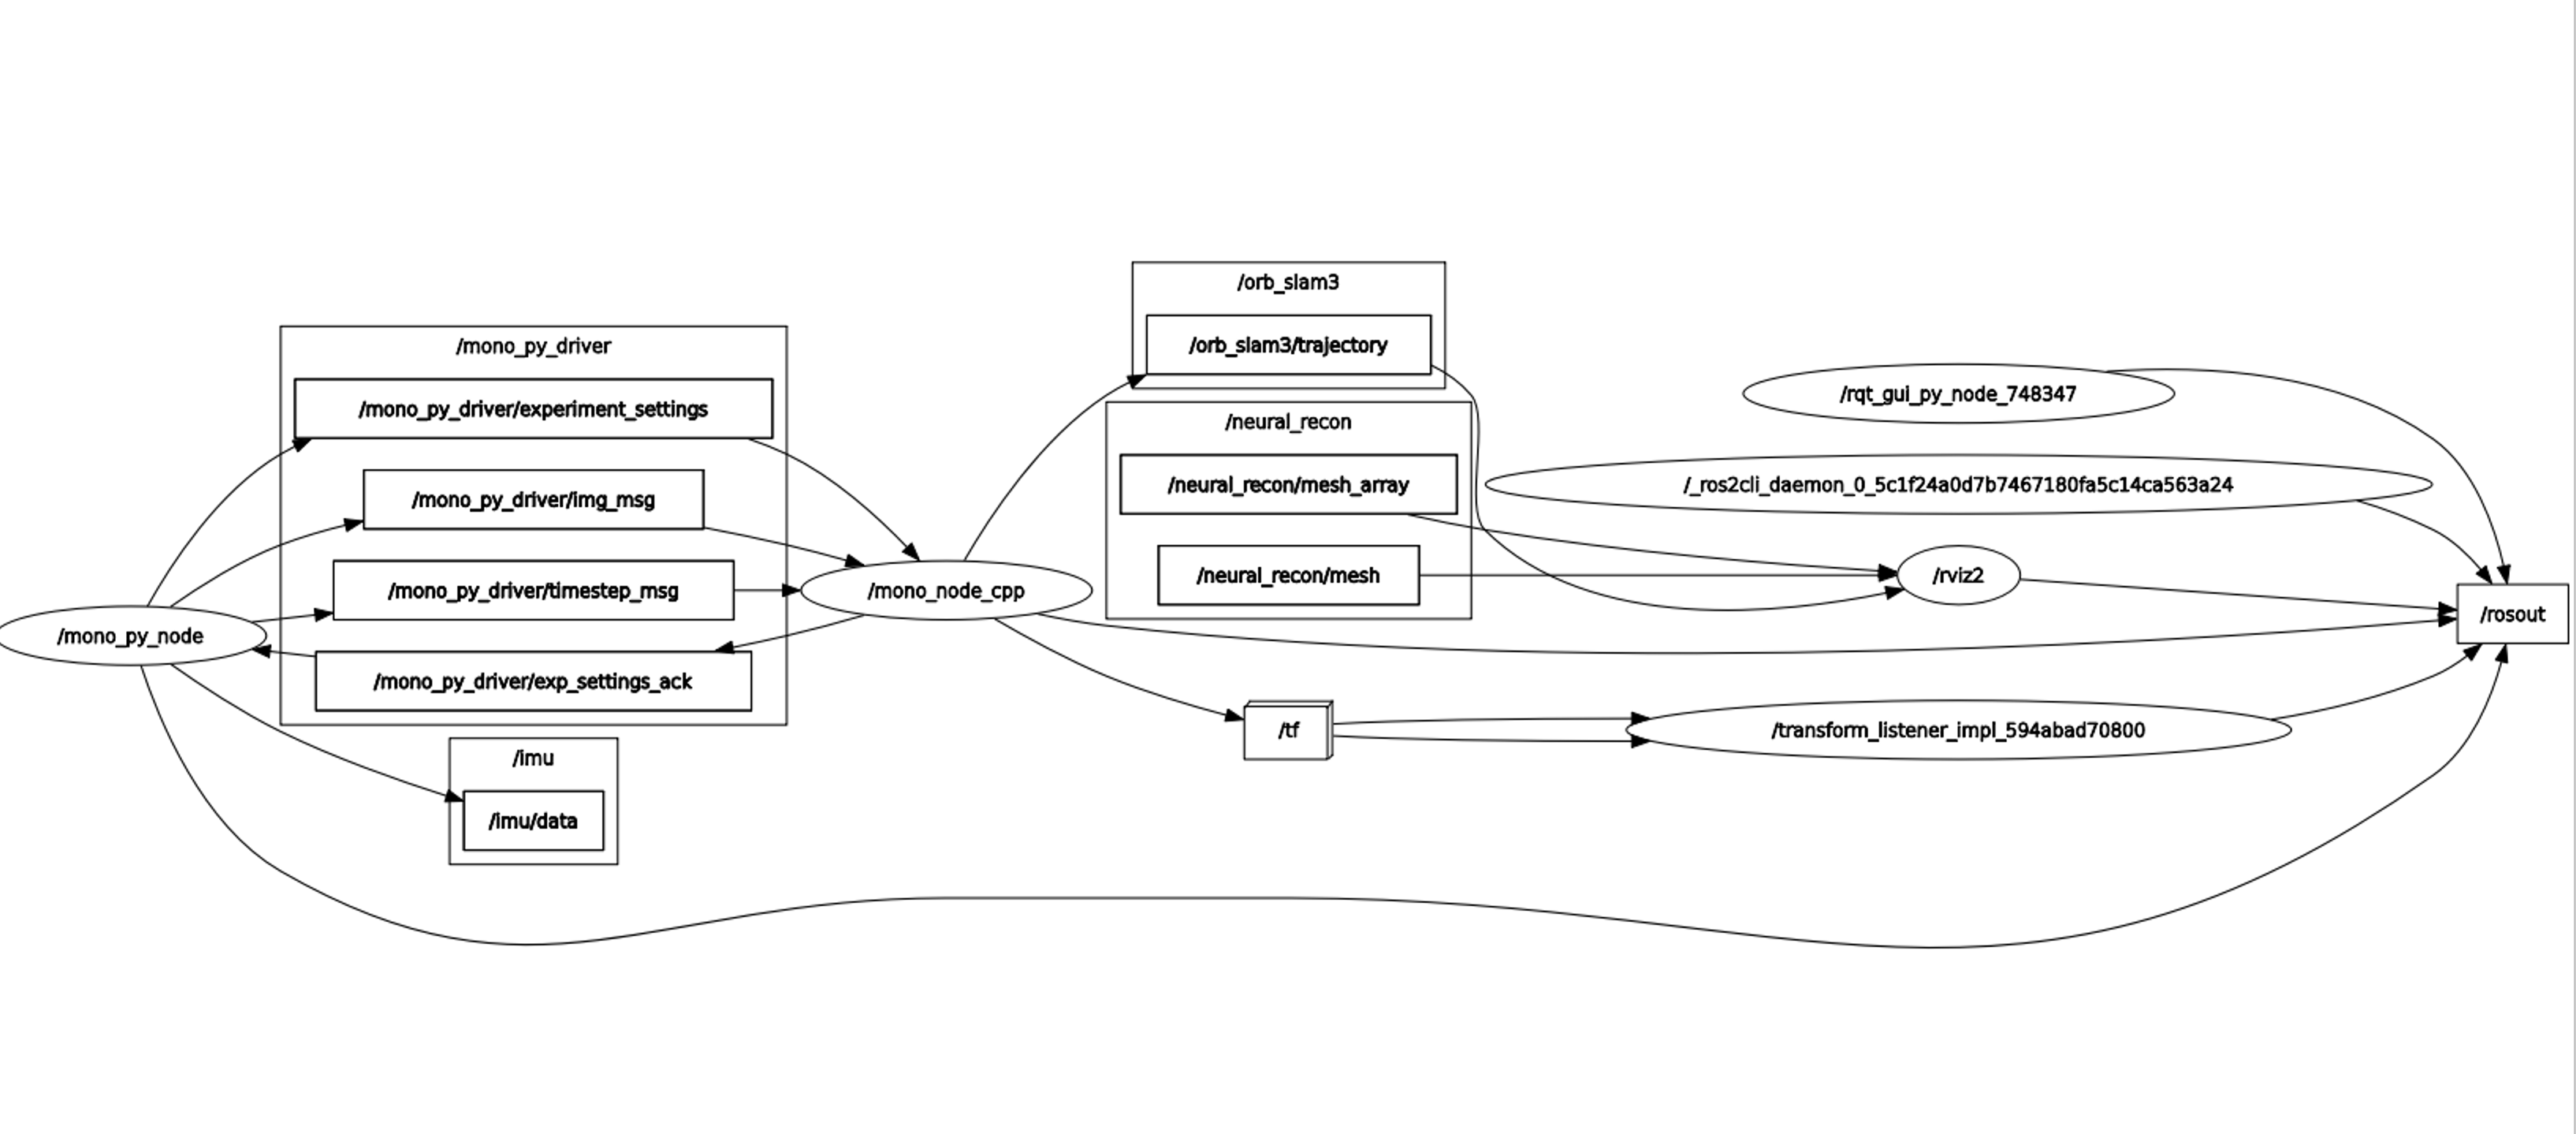 /orb_slam3
/orb_slam3/trajectory
/mono_py_driver
/mono_py_driver/experiment_settings
/mono_py_driver/img_msg
/mono_py_driver/timestep_msg
/mono_py_driver/exp_settings_ack
/mono_py_node
/imu
/imu/data
/mono_node_cpp
/neural_recon
/neural_recon/mesh_array
/neural_recon/mesh
/tf
/rqt_gui_py_node_748347
/_ros2cli_daemon_0_5c1f24a0d7b7467180fa5c14ca563a24
/rviz2
/transform_listener_impl_594abad70800
/rosout